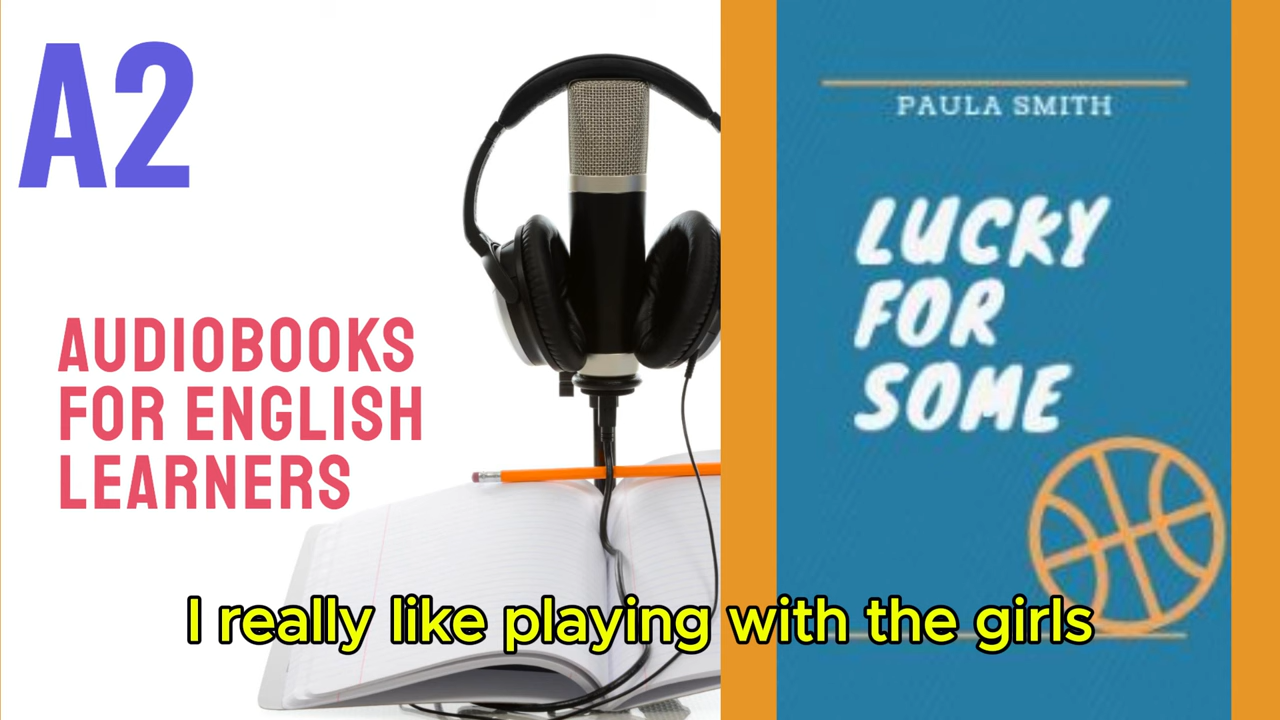 A2
AUDIOBOOKS
FOR ENGLISH
LEARNERS
PAULA SMITH
LUCKY
FOR
SOME
I really like playing with the girls